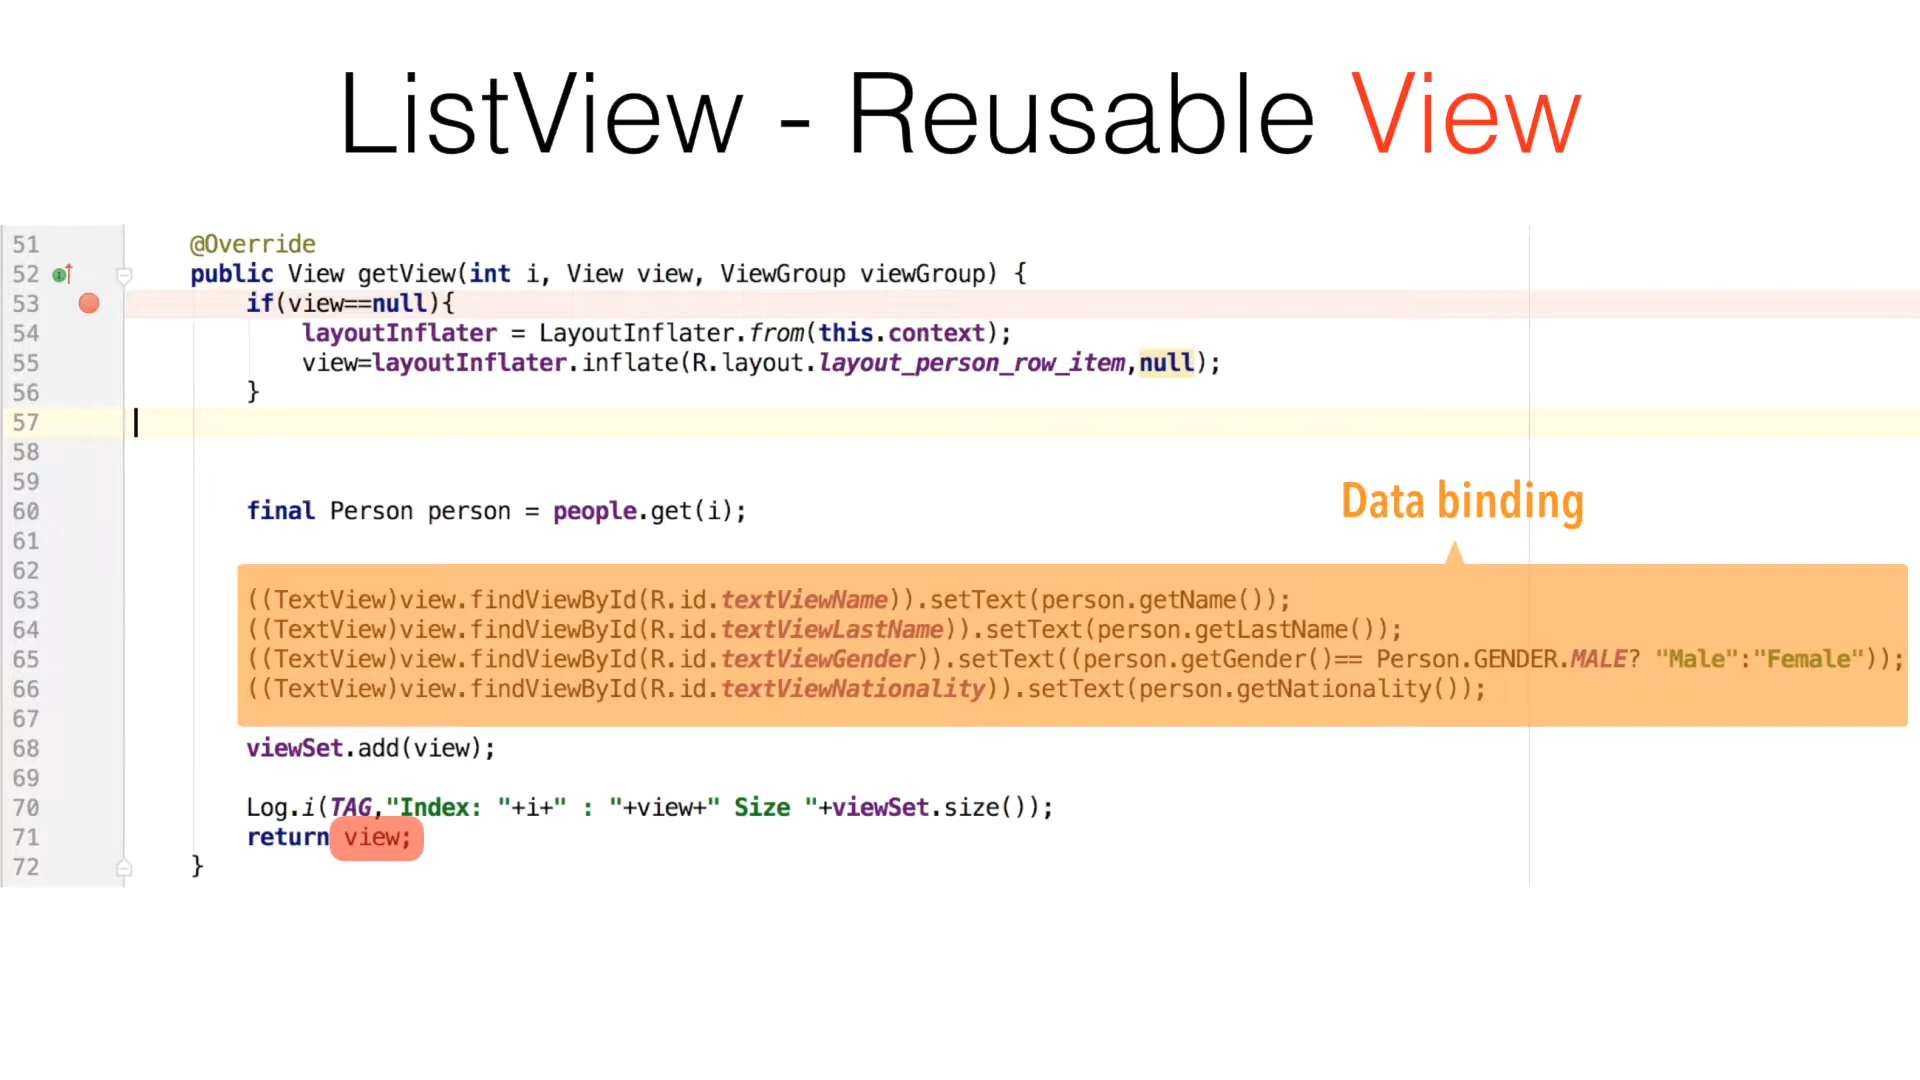 ListView - Reusable View
51 @Override
52 public View getView(int i, View view, ViewGroup viewGroup) {
53 if(view==null){
54 layoutInflater = LayoutInflater.from(this.context);
55 view=layoutInflater.inflate(R.layout.layout_person_row_item,null);
56 }
57
58
59
Data binding
60 final Person person = people.get(i);
61
62
63 ((TextView)view.findViewById(R.id.textViewName)).setText(person.getName());
64 ((TextView)view.findViewById(R.id.textViewLastName)).setText(person.getLastName());
65 ((TextView)view.findViewById(R.id.textViewGender)).setText((person.getGender()== Person.GENDER.MALE? "Male":"Female"));
66 ((TextView)view.findViewById(R.id.textViewNationality)).setText(person.getNationality());
67
68 viewSet.add(view);
69
70 Log.i(TAG,"Index: "+i+" : "+view+" Size "+viewSet.size());
71 return view;
72 }